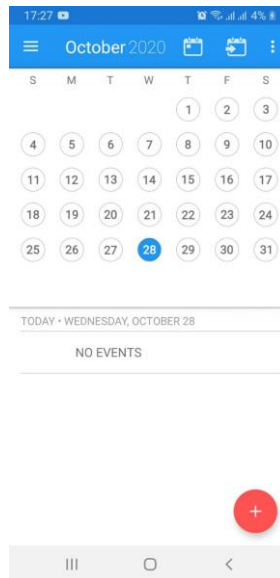 17:27 4%
October 2020
S M T W T F S
1 2 3
4 5 6 7 8 9 10
11 12 13 14 15 16 17
18 19 20 21 22 23 24
25 26 27 28 29 30 31
TODAY • WEDNESDAY, OCTOBER 28
NO EVENTS